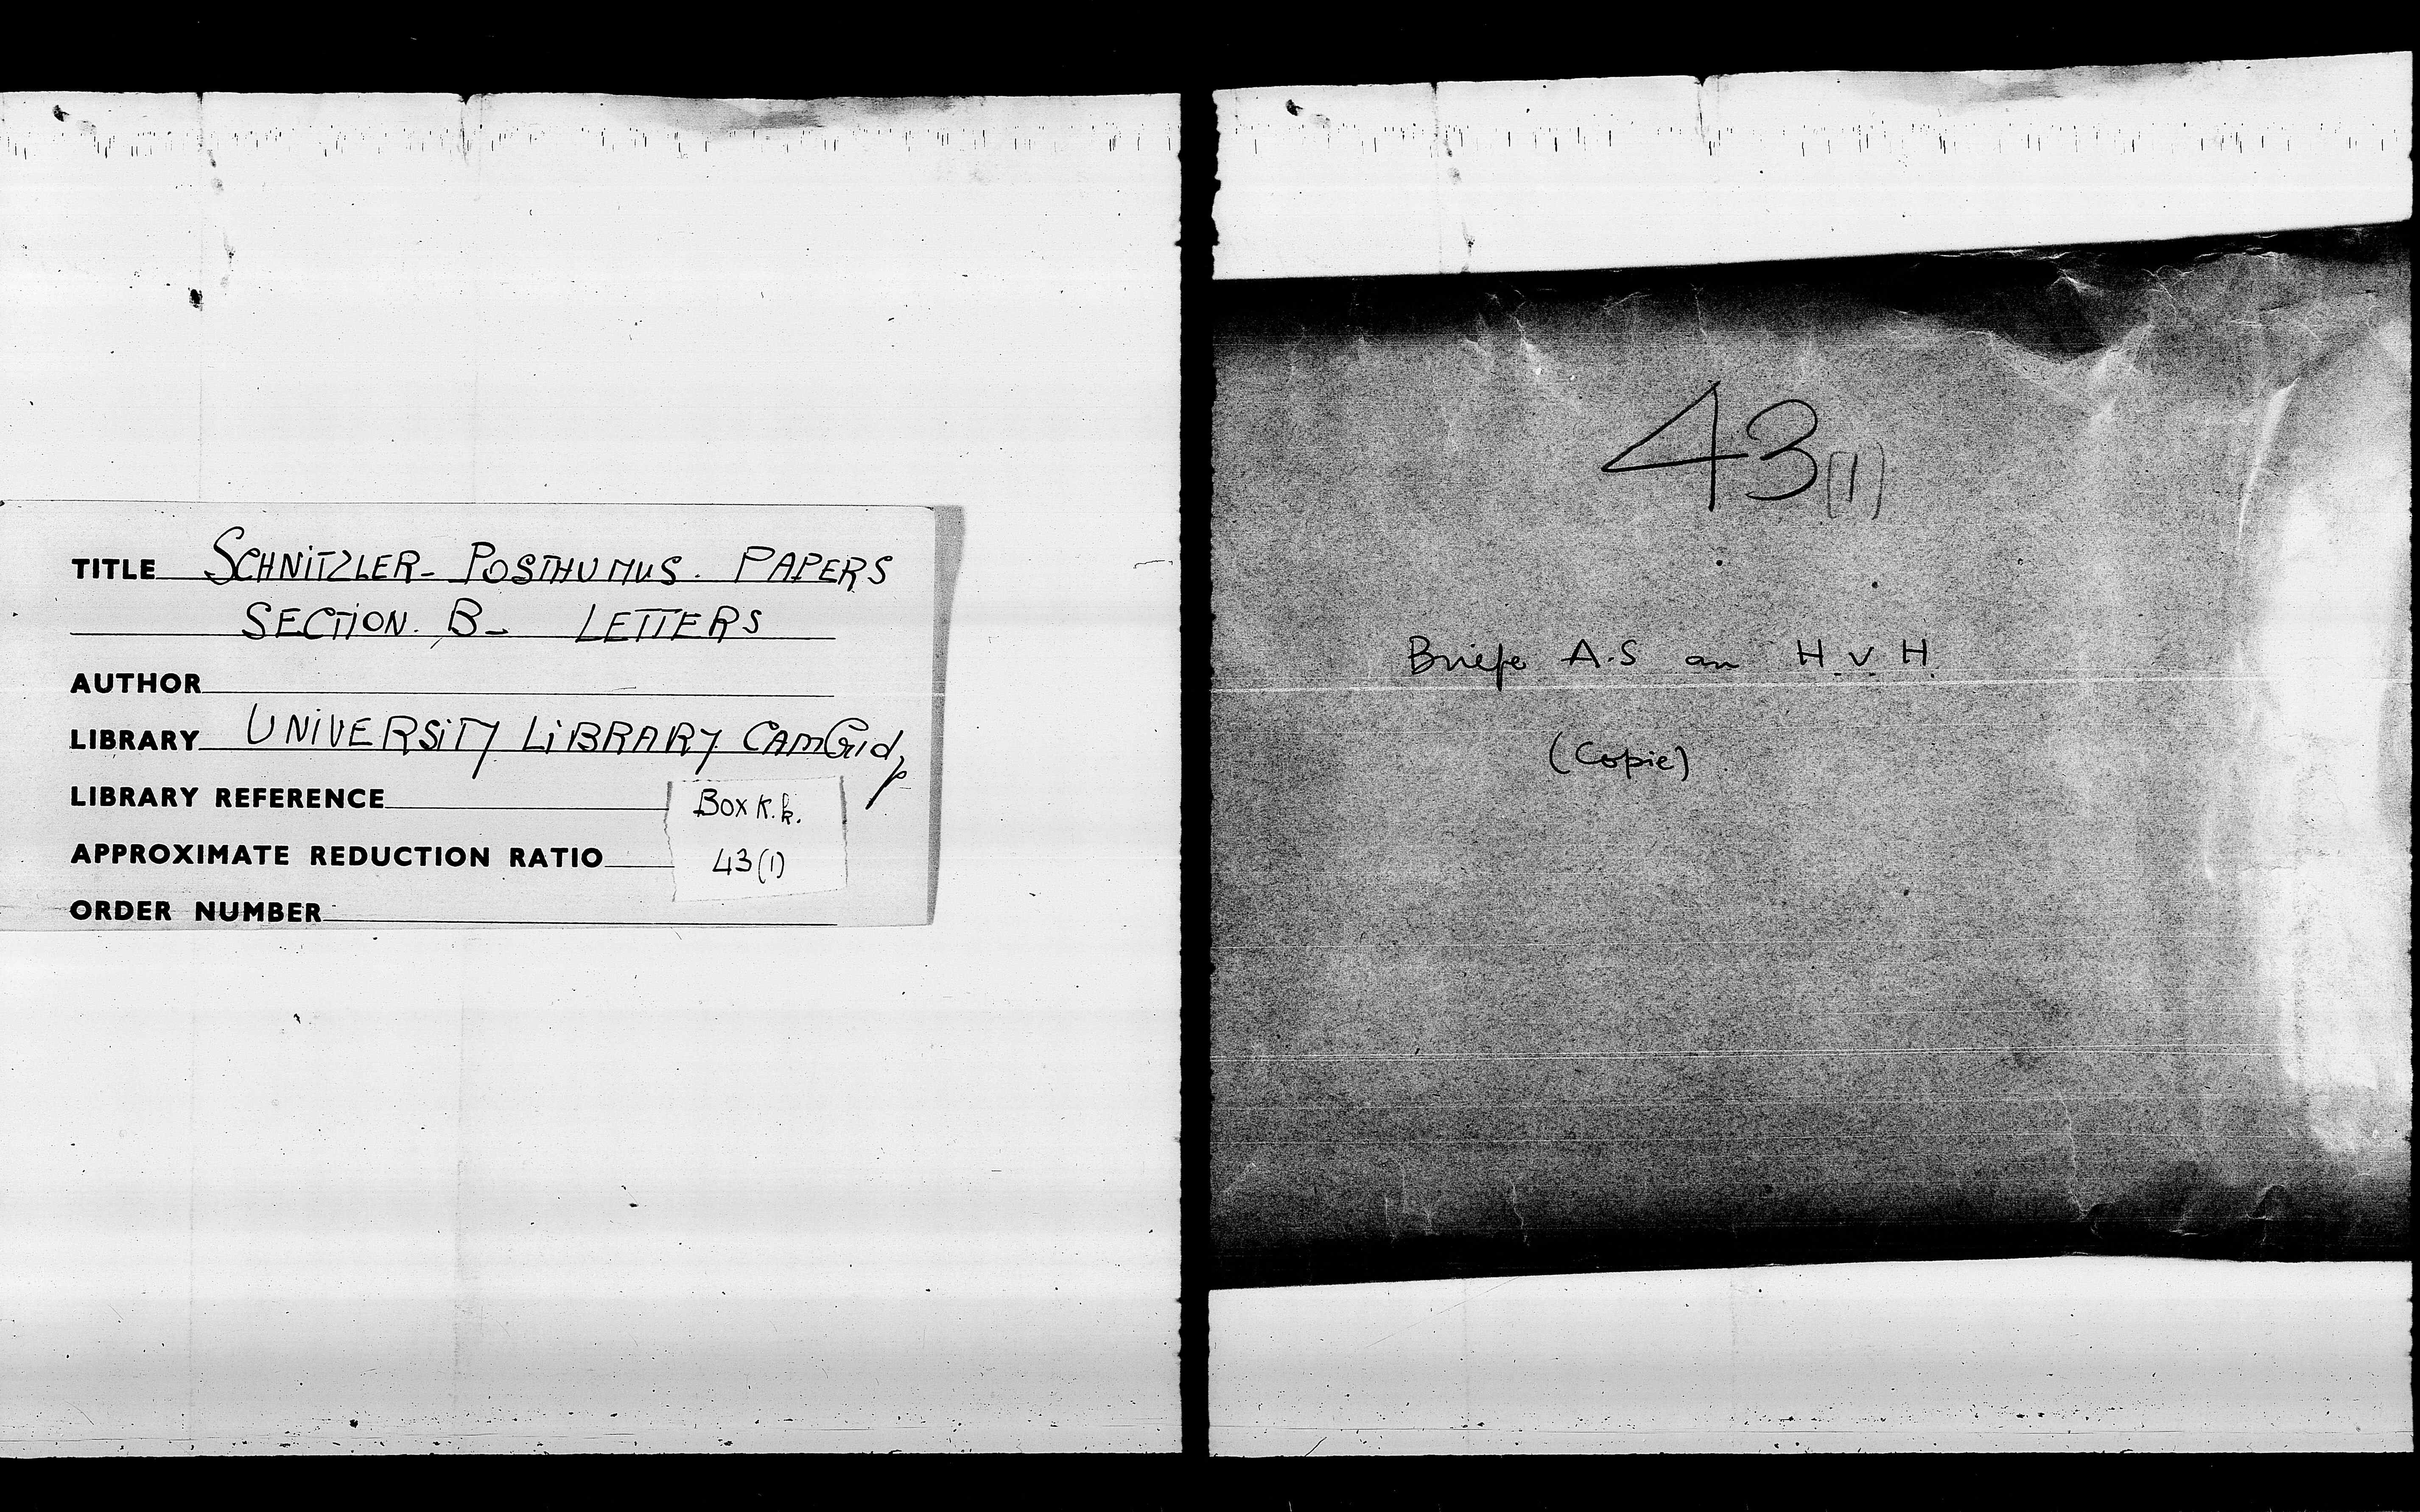 TITLE SCHNITZLER- POSTHUMUS. PAPERS
SECTION. B- LETTERS
AUTHOR
LIBRARY UNIVERSITY LIBRARY CAMBridge
LIBRARY REFERENCE Box K.k.
APPROXIMATE REDUCTION RATIO 43(1)
ORDER NUMBER
43(1)
Briefe A.S an H v H
(Copie)